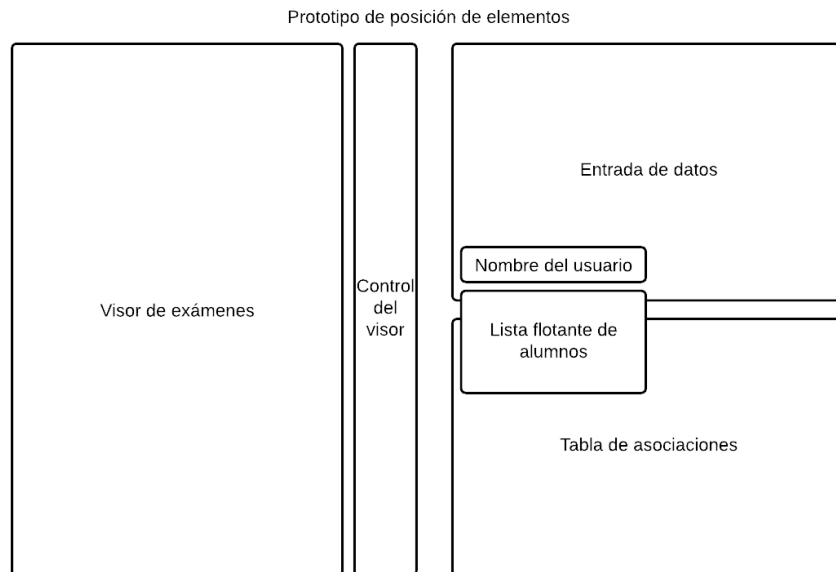 Prototipo de posición de elementos
Visor de exámenes
Control
del
visor
Entrada de datos
Nombre del usuario
Lista flotante de
alumnos
Tabla de asociaciones